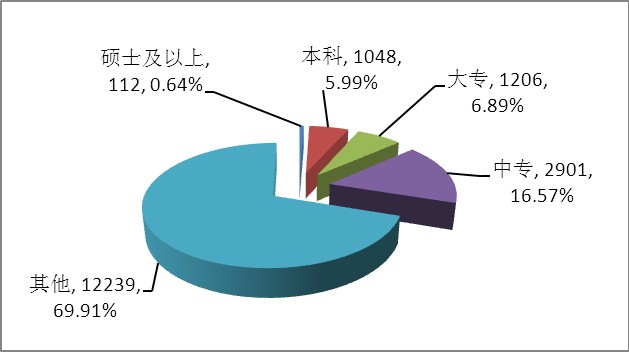 硕士及以上,
112, 0.64%
本科, 1048,
5.99%
大专, 1206,
6.89%
中专, 2901,
16.57%
其他, 12239,
69.91%